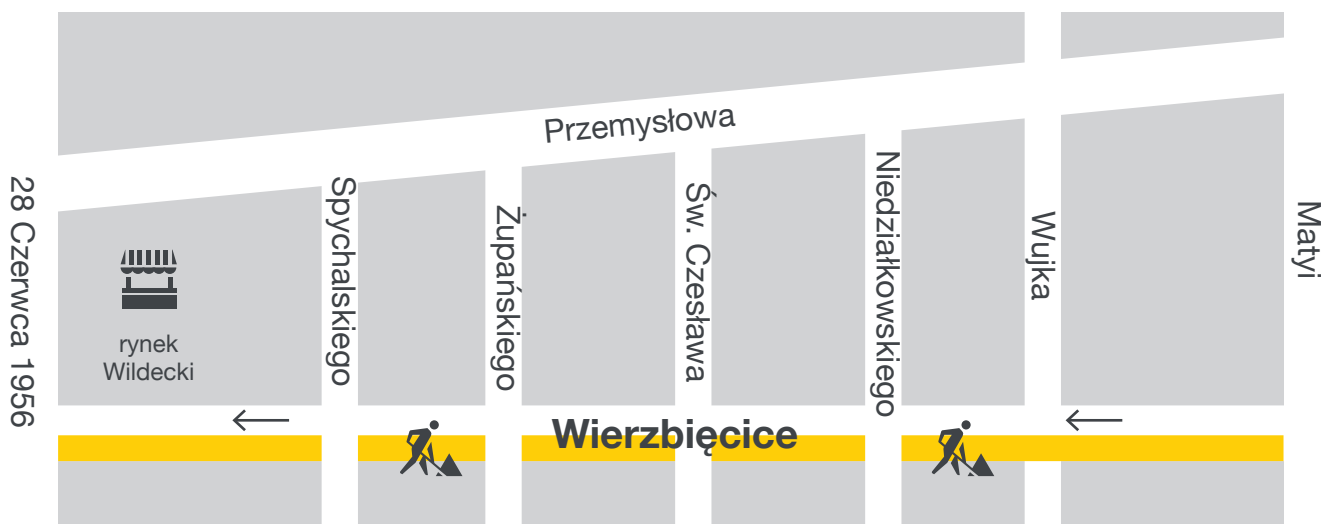 Przemysłowa
28 Czerwca 1956
Spychalskiego
Żupańskiego
Św. Czesława
Niedziałkowskiego
Wujka
Matyi
rynek
Wildecki
Wierzbięcice